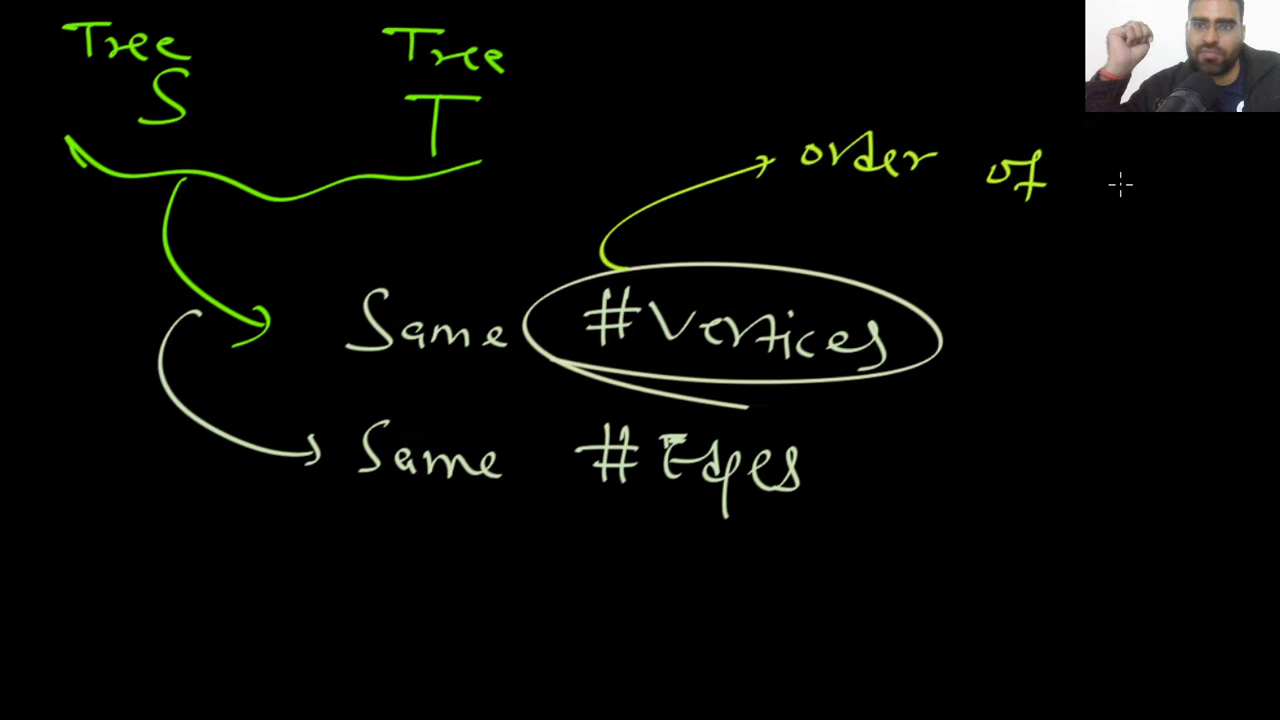 Tree Tree
S T
order of
Same #Vertices
Same #Edges